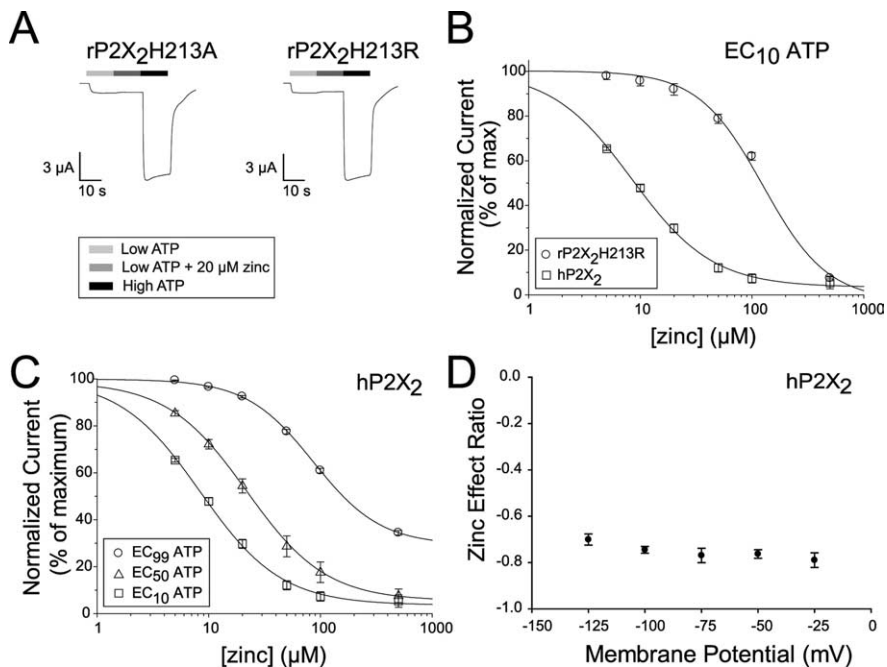 A
rP2X2H213A
rP2X2H213R
3 µA
10 s
3 µA
10 s
Low ATP
Low ATP + 20 µM zinc
High ATP
B
EC10 ATP
Normalized Current
(% of max)
100
80
60
40
20
0
rP2X2H213R
hP2X2
1
10
100
1000
[zinc] (µM)
C
hP2X2
Normalized Current
(% of maximum)
100
80
60
40
20
0
EC99 ATP
EC50 ATP
EC10 ATP
1
10
100
1000
[zinc] (µM)
D
hP2X2
Zinc Effect Ratio
0.0
-0.2
-0.4
-0.6
-0.8
-1.0
-150
-125
-100
-75
-50
-25
0
Membrane Potential (mV)